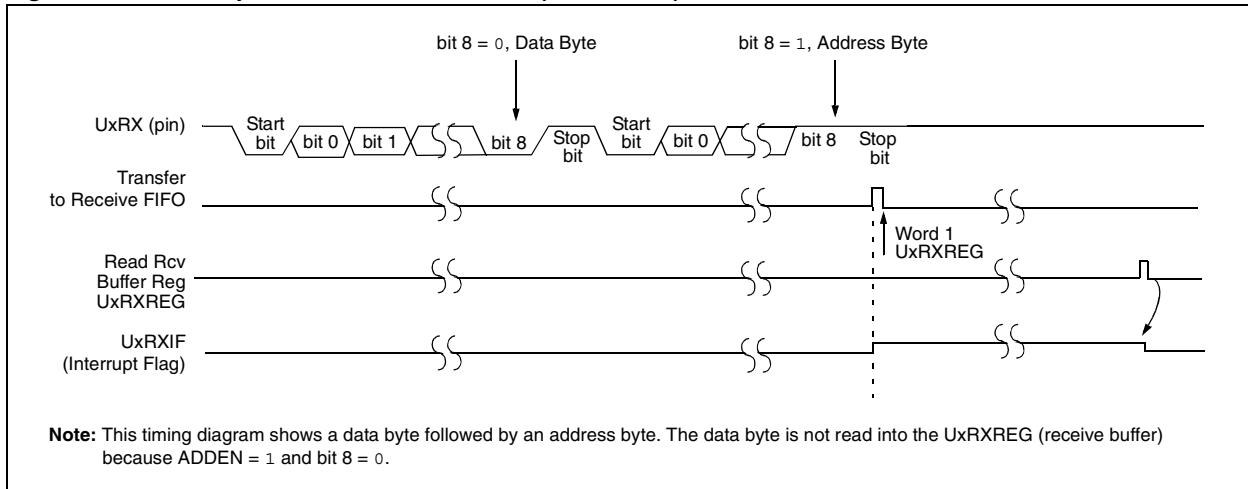 bit 8 = 0, Data Byte
bit 8 = 1, Address Byte
UxRX (pin)
Start
bit
bit 0
bit 1
bit 8
Stop
bit
Start
bit
bit 0
bit 8
Stop
bit
Transfer
to Receive FIFO
Word 1
UxRXREG
Read Rcv
Buffer Reg
UxRXREG
UxRXIF
(Interrupt Flag)
Note: This timing diagram shows a data byte followed by an address byte. The data byte is not read into the UxRXREG (receive buffer)
because ADDEN = 1 and bit 8 = 0.